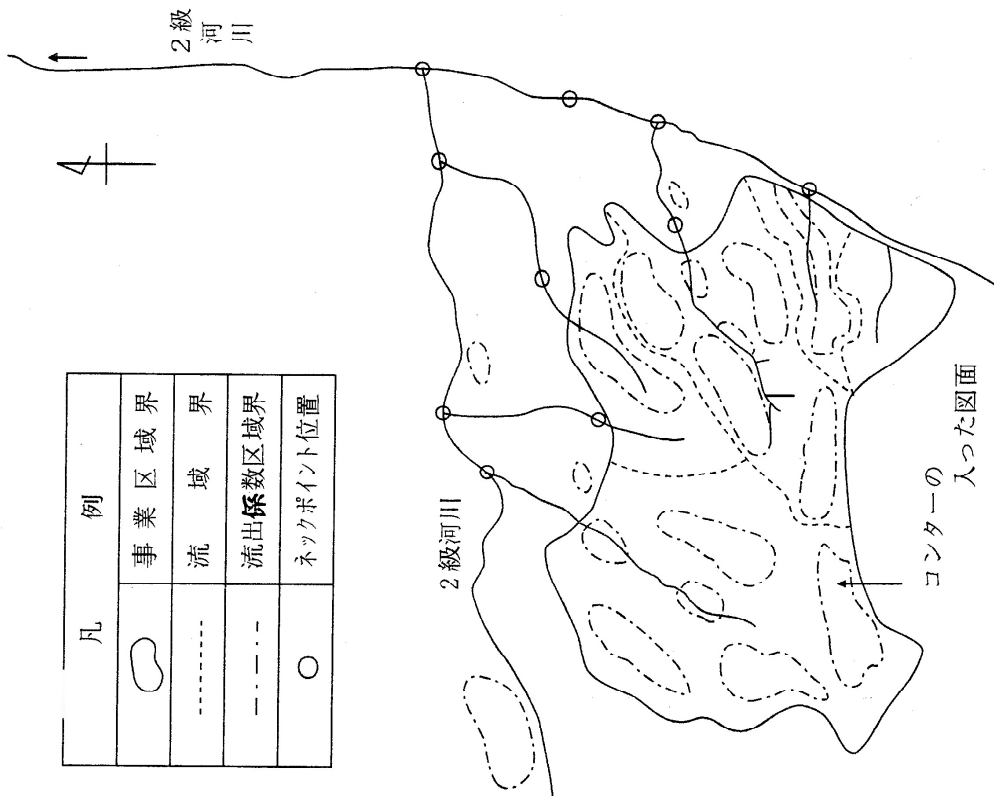 凡例
事業区域界
流域界
流出係数区域界
ネックポイント位置
2級河川
2級河川
コンターの
入った図面